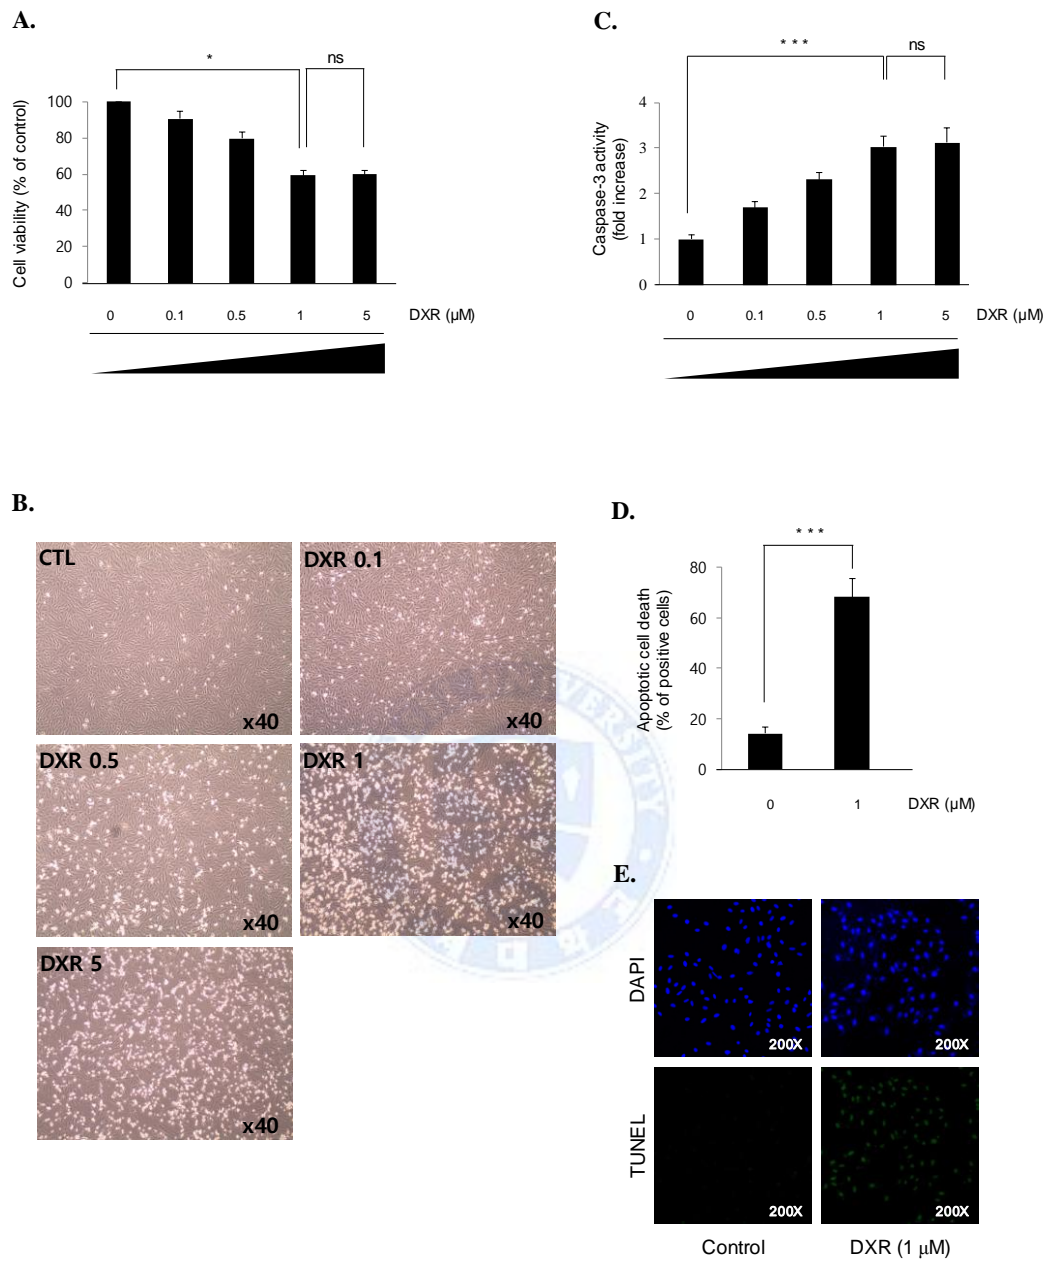 A.
*
ns
Cell viability (% of control)
100
80
60
40
20
0
0 0.1 0.5 1 5 DXR (µM)
C.
***
ns
Caspase-3 activity
(fold increase)
4
3
2
1
0
0 0.1 0.5 1 5 DXR (µM)
B.
CTL
x40
DXR 0.1
x40
DXR 0.5
x40
DXR 1
x40
DXR 5
x40
D.
***
Apoptotic cell death
(% of positive cells)
80
60
40
20
0
0 1 DXR (µM)
E.
DAPI
200X
200X
TUNEL
200X
200X
Control
DXR (1 µM)